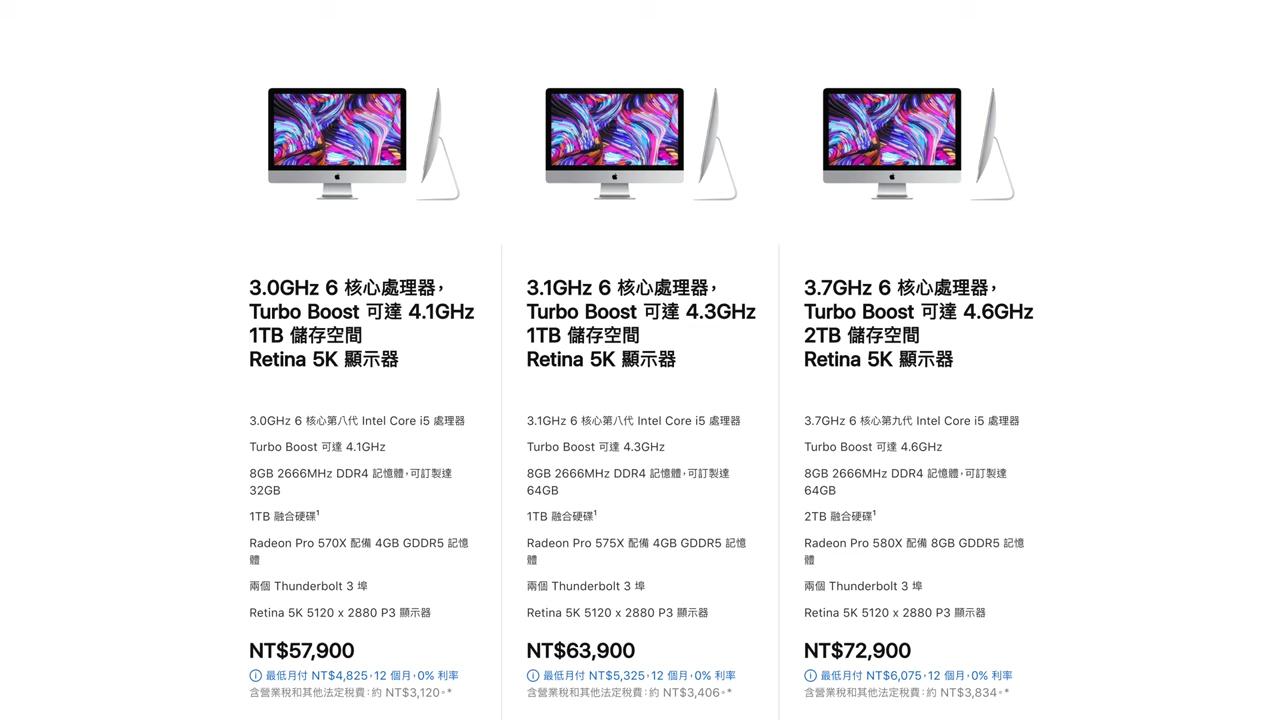 3.0GHz 6 核心處理器，
Turbo Boost 可達 4.1GHz
1TB 儲存空間
Retina 5K 顯示器
3.0GHz 6 核心第八代 Intel Core i5 處理器
Turbo Boost 可達 4.1GHz
8GB 2666MHz DDR4 記憶體，可訂製達
32GB
1TB 融合硬碟¹
Radeon Pro 570X 配備 4GB GDDR5 記憶
體
兩個 Thunderbolt 3 埠
Retina 5K 5120 x 2880 P3 顯示器
NT$57,900
最低月付 NT$4,825，12 個月，0% 利率
含營業稅和其他法定稅費：約 NT$3,120。*
3.1GHz 6 核心處理器，
Turbo Boost 可達 4.3GHz
1TB 儲存空間
Retina 5K 顯示器
3.1GHz 6 核心第八代 Intel Core i5 處理器
Turbo Boost 可達 4.3GHz
8GB 2666MHz DDR4 記憶體，可訂製達
64GB
1TB 融合硬碟¹
Radeon Pro 575X 配備 4GB GDDR5 記憶
體
兩個 Thunderbolt 3 埠
Retina 5K 5120 x 2880 P3 顯示器
NT$63,900
最低月付 NT$5,325，12 個月，0% 利率
含營業稅和其他法定稅費：約 NT$3,406。*
3.7GHz 6 核心處理器，
Turbo Boost 可達 4.6GHz
2TB 儲存空間
Retina 5K 顯示器
3.7GHz 6 核心第九代 Intel Core i5 處理器
Turbo Boost 可達 4.6GHz
8GB 2666MHz DDR4 記憶體，可訂製達
64GB
2TB 融合硬碟¹
Radeon Pro 580X 配備 8GB GDDR5 記憶
體
兩個 Thunderbolt 3 埠
Retina 5K 5120 x 2880 P3 顯示器
NT$72,900
最低月付 NT$6,075，12 個月，0% 利率
含營業稅和其他法定稅費：約 NT$3,834。*